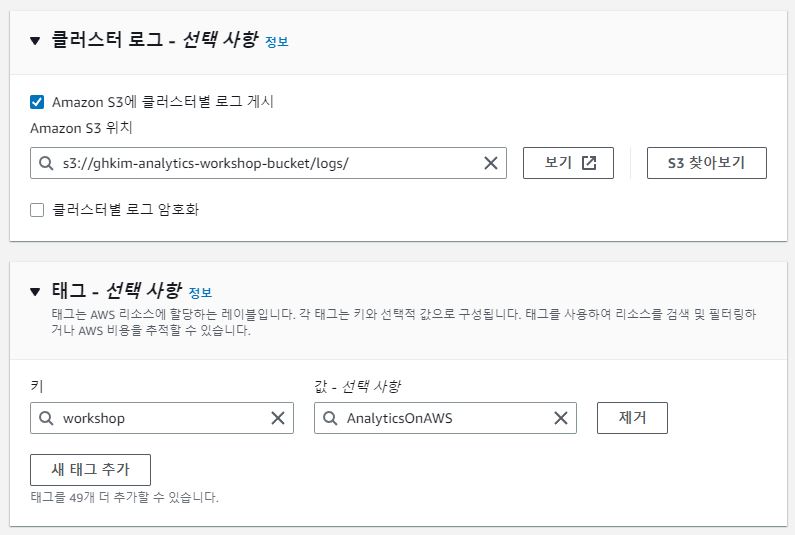 클러스터 로그 - 선택 사항 정보
Amazon S3에 클러스터별 로그 게시
Amazon S3 위치
s3://ghkim-analytics-workshop-bucket/logs/
보기
S3 찾아보기
클러스터별 로그 암호화
태그 - 선택 사항 정보
태그는 AWS 리소스에 할당하는 레이블입니다. 각 태그는 키와 선택적 값으로 구성됩니다. 태그를 사용하여 리소스를 검색 및 필터링하
거나 AWS 비용을 추적할 수 있습니다.
키
값 - 선택 사항
workshop
AnalyticsOnAWS
제거
새 태그 추가
태그를 49개 더 추가할 수 있습니다.